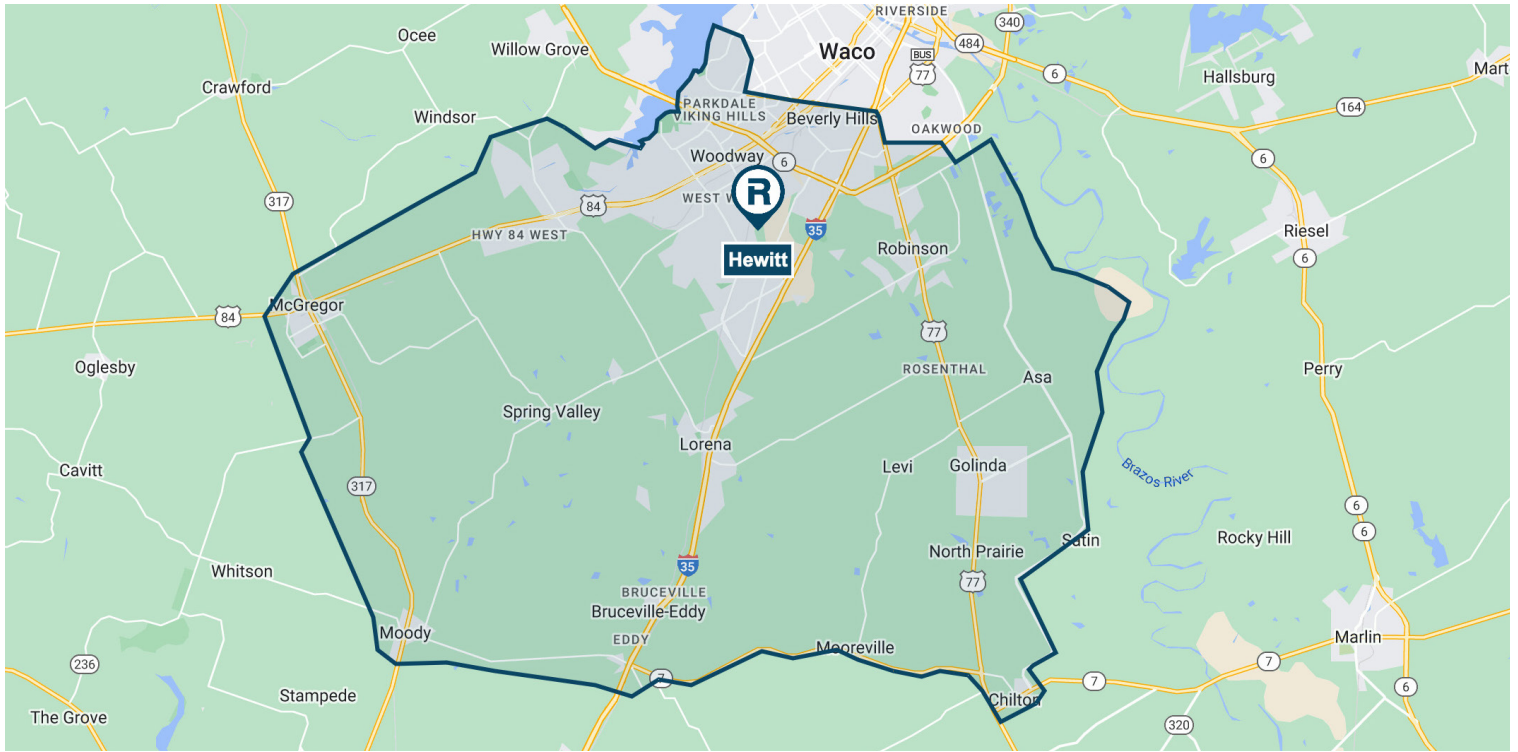 RIVERSIDE
Ocee
Willow Grove
Waco
340
484
BUS
77
6
Hallsburg
Mart
Crawford
164
Windsor
PARKDALE
VIKING HILLS
Beverly Hills
OAKWOOD
Woodway
6
6
317
84
WEST W
R
HWY 84 WEST
35
Riesel
Robinson
Hewitt
6
McGregor
84
77
Oglesby
ROSENTHAL
Asa
Perry
Spring Valley
Lorena
Levi
Golinda
Cavitt
Brazos River
317
6
6
North Prairie
Satin
Rocky Hill
Whitson
35
77
BRUCEVILLE
Bruceville-Eddy
Moody
EDDY
Mooreville
Marlin
236
7
7
7
Stampede
Chilton
6
The Grove
320